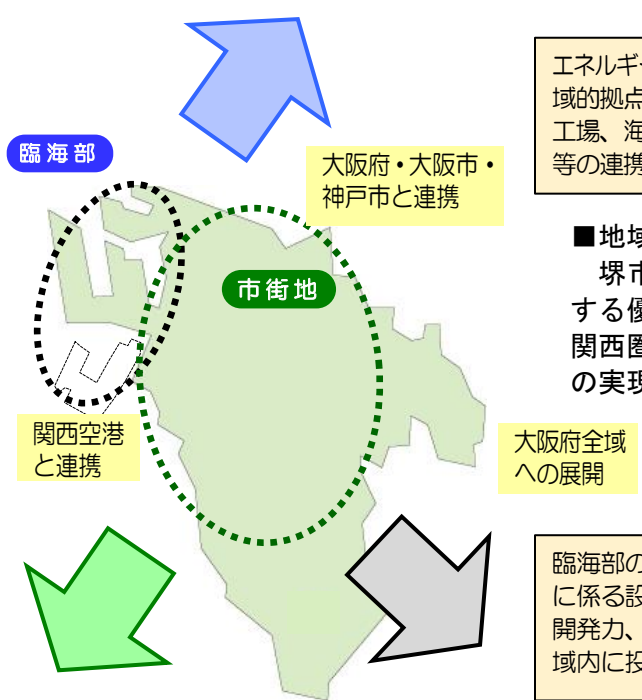 臨海部
大阪府・大阪市・
神戸市と連携
市街地
関西空港
と連携
大阪府全域
への展開
エネルギ
域的拠点
工場、海
等の連携
■地域
堺市
する優
関西圏
の実現
臨海部の
に係る設
開発力、
域内に投